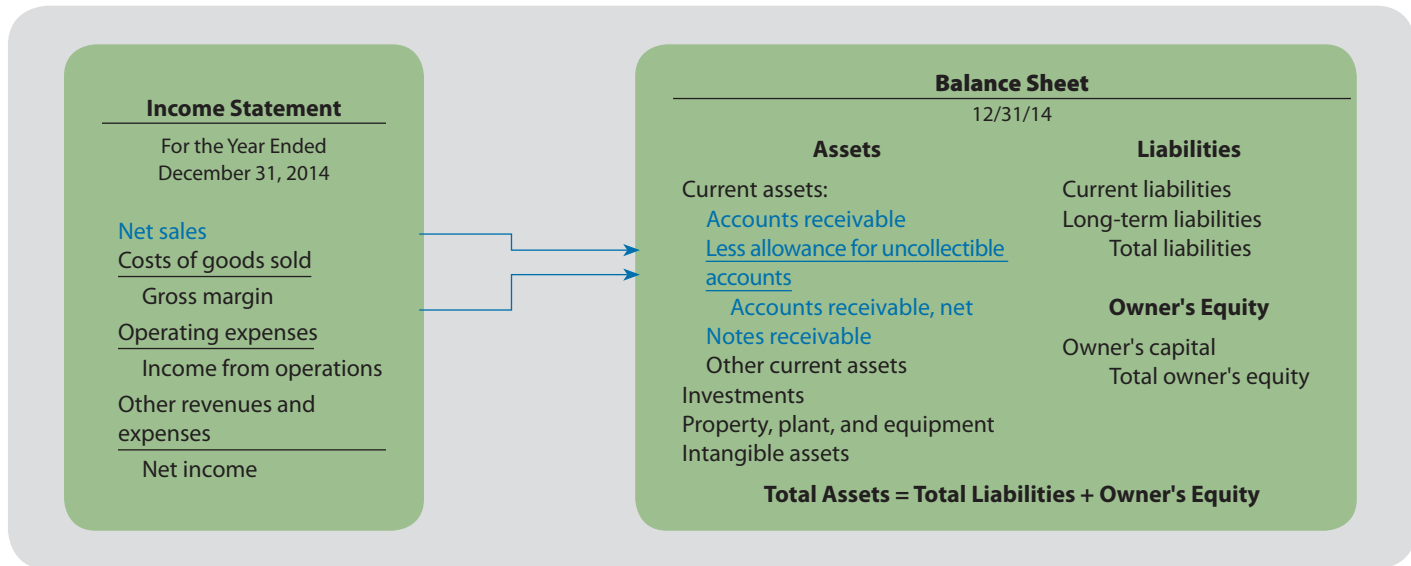 Income Statement
For the Year Ended
December 31, 2014
Net sales
Costs of goods sold
Gross margin
Operating expenses
Income from operations
Other revenues and
expenses
Net income
Balance Sheet
12/31/14
Assets
Current assets:
Accounts receivable
Less allowance for uncollectible
accounts
Accounts receivable, net
Notes receivable
Other current assets
Investments
Property, plant, and equipment
Intangible assets
Liabilities
Current liabilities
Long-term liabilities
Total liabilities
Owner's Equity
Owner's capital
Total owner's equity
Total Assets = Total Liabilities + Owner's Equity